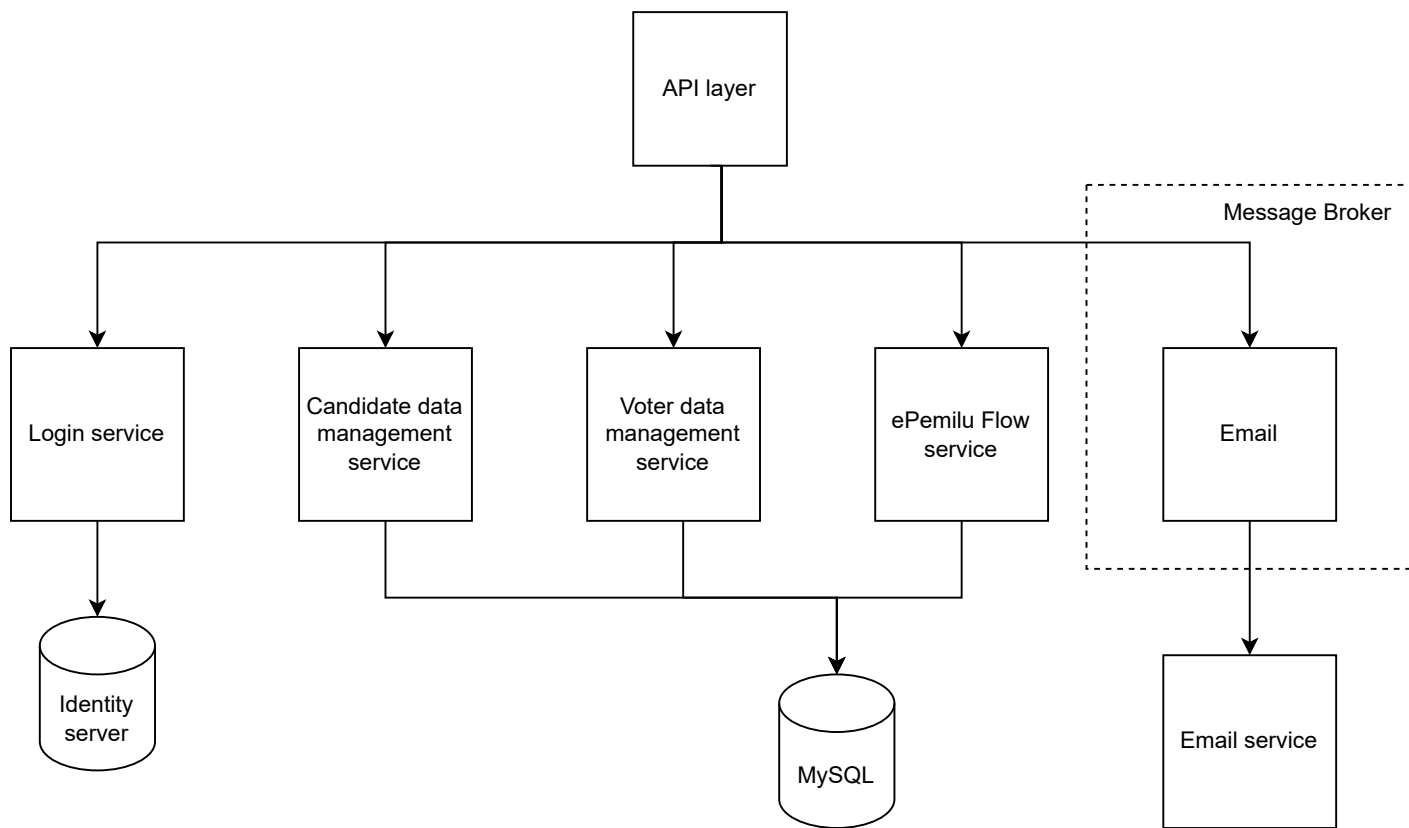 API layer
Message Broker
Login service
Candidate data
management
service
Voter data
management
service
ePemilu Flow
service
Email
Identity
server
MySQL
Email service